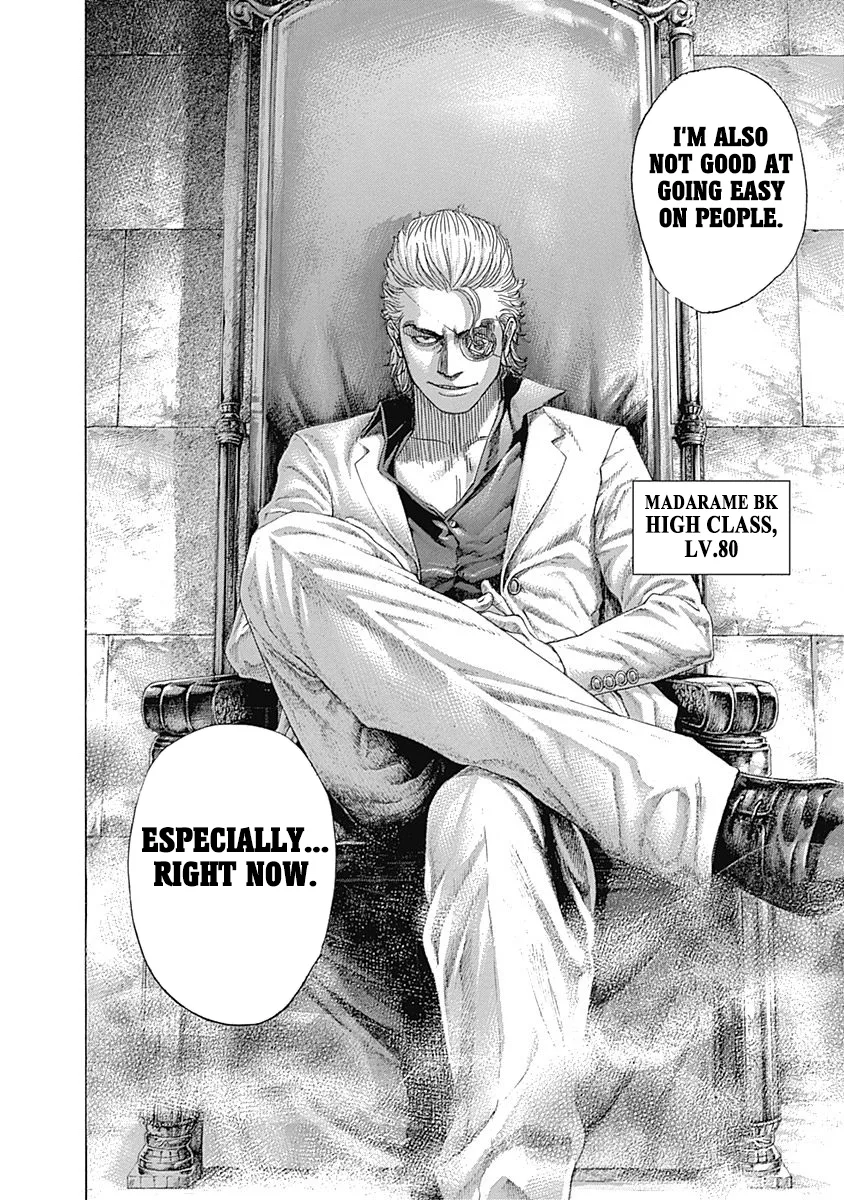 I'M ALSO
NOT GOOD AT
GOING EASY
ON PEOPLE.
MADARAME BK
HIGH CLASS,
LV.80
ESPECIALLY...
RIGHT NOW.